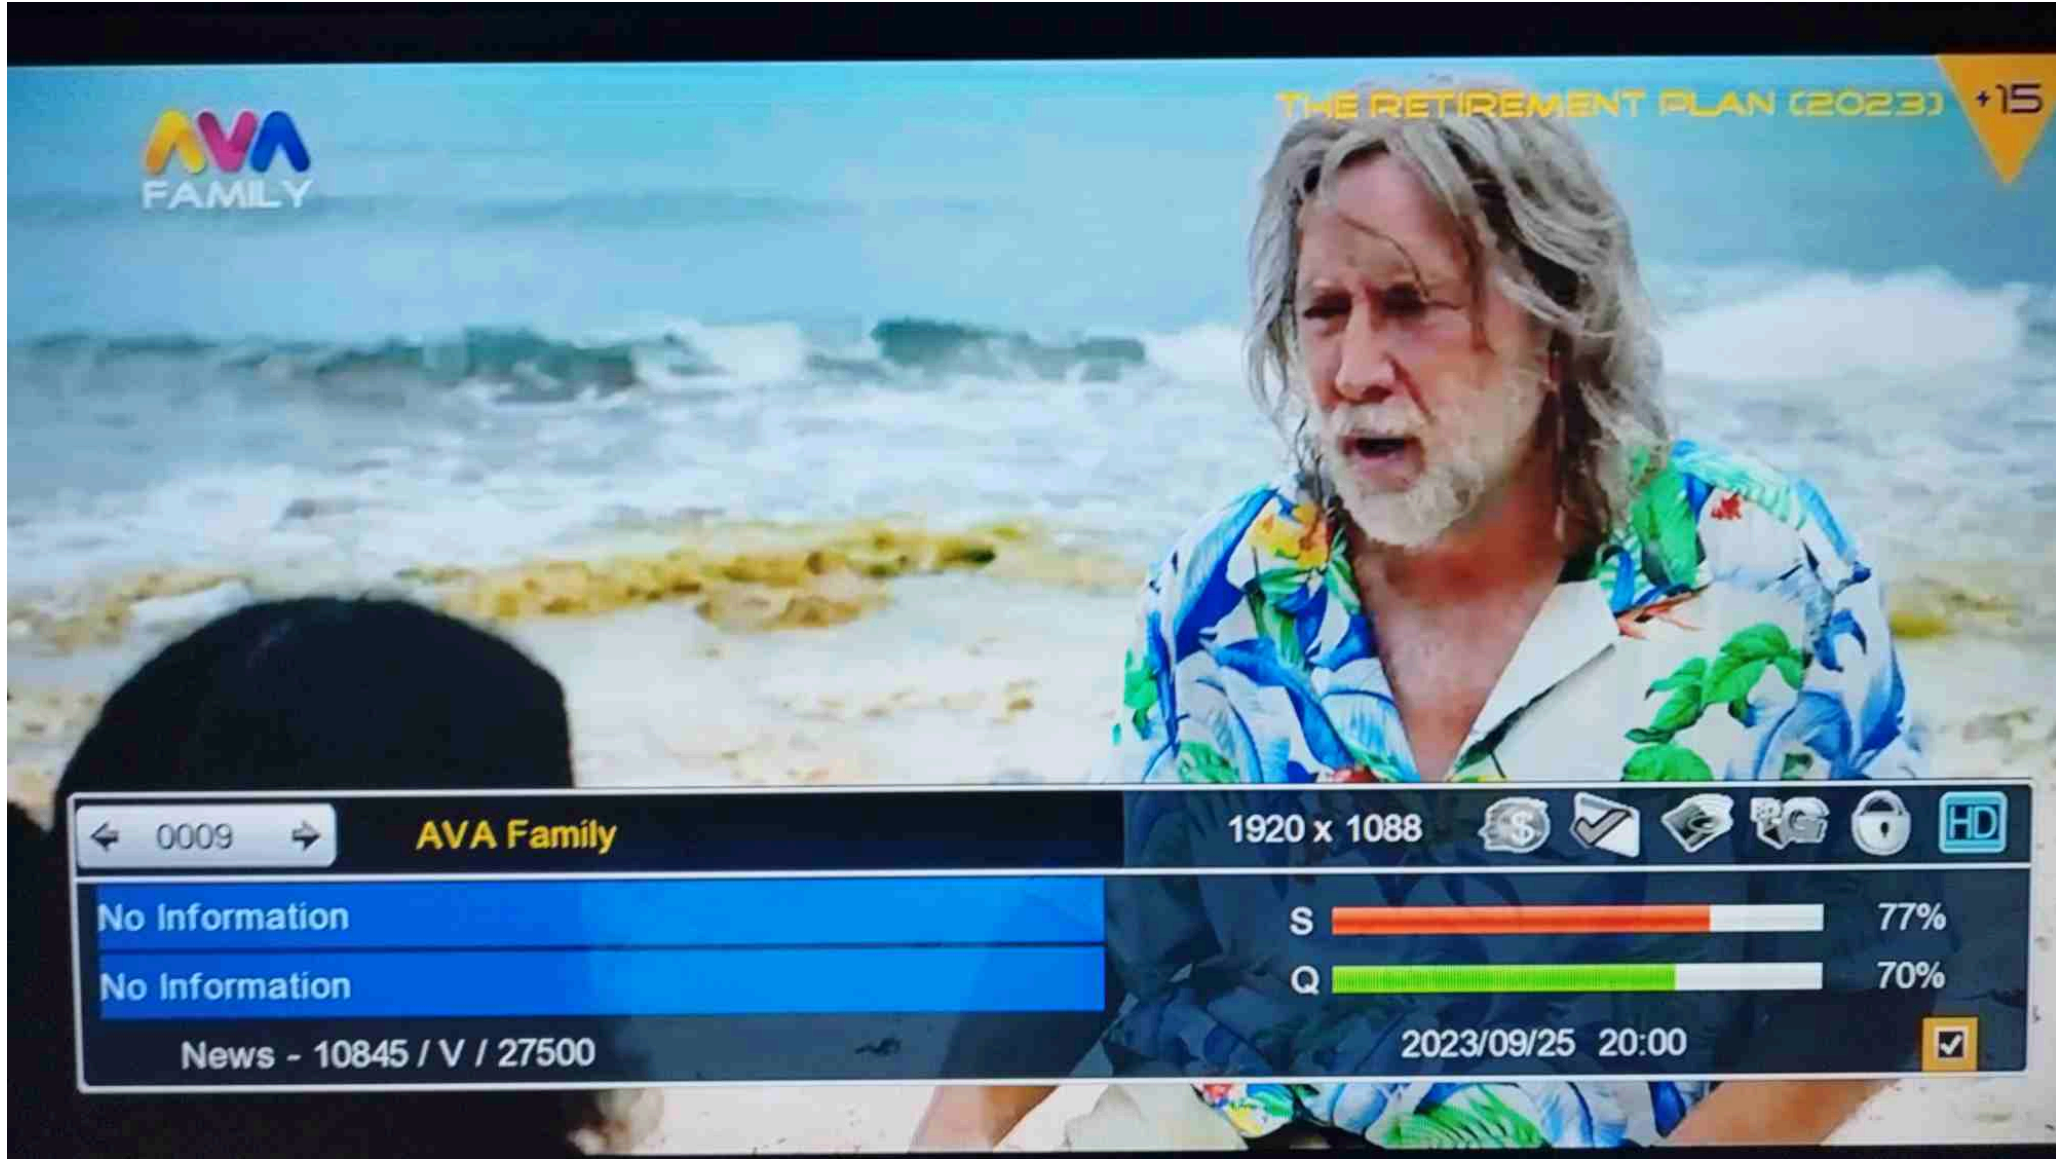 AVA
FAMILY
THE RETIREMENT PLAN (2023)
+15
0009
AVA Family
1920 x 1088
$
HD
No Information
S
77%
No Information
Q
70%
News - 10845 / V / 27500
2023/09/25 20:00